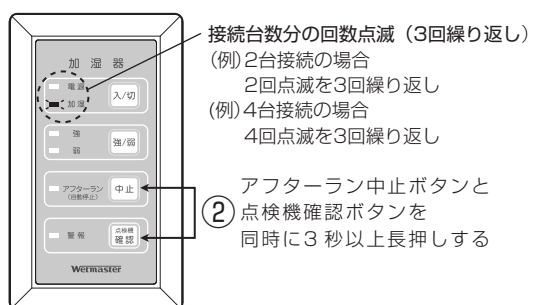 接続台数分の回数点滅（3回繰り返し）
(例)2台接続の場合
2回点滅を3回繰り返し
(例)4台接続の場合
4回点滅を3回繰り返し
加湿器
電源
加湿
入/切
強
弱
強/弱
アフターラン
(自動停止)
中止
警報
点検機
確認
Wetmaster
② アフターラン中止ボタンと
点検機確認ボタンを
同時に3 秒以上長押しする